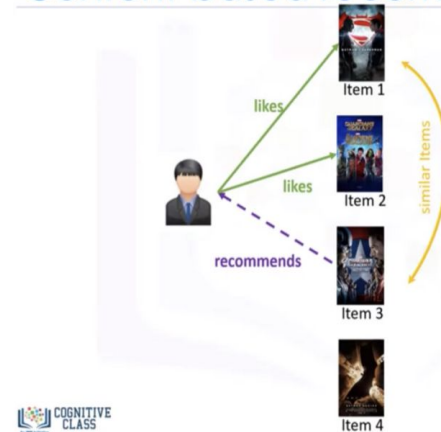 Item 1
likes
Item 2
likes
similar Items
recommends
Item 3
Item 4
COGNITIVE
CLASS